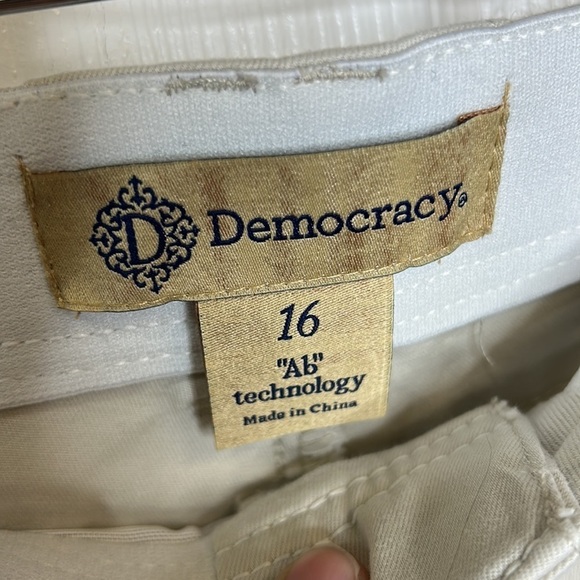 D Democracy®
16
"Ab"
technology
Made in China